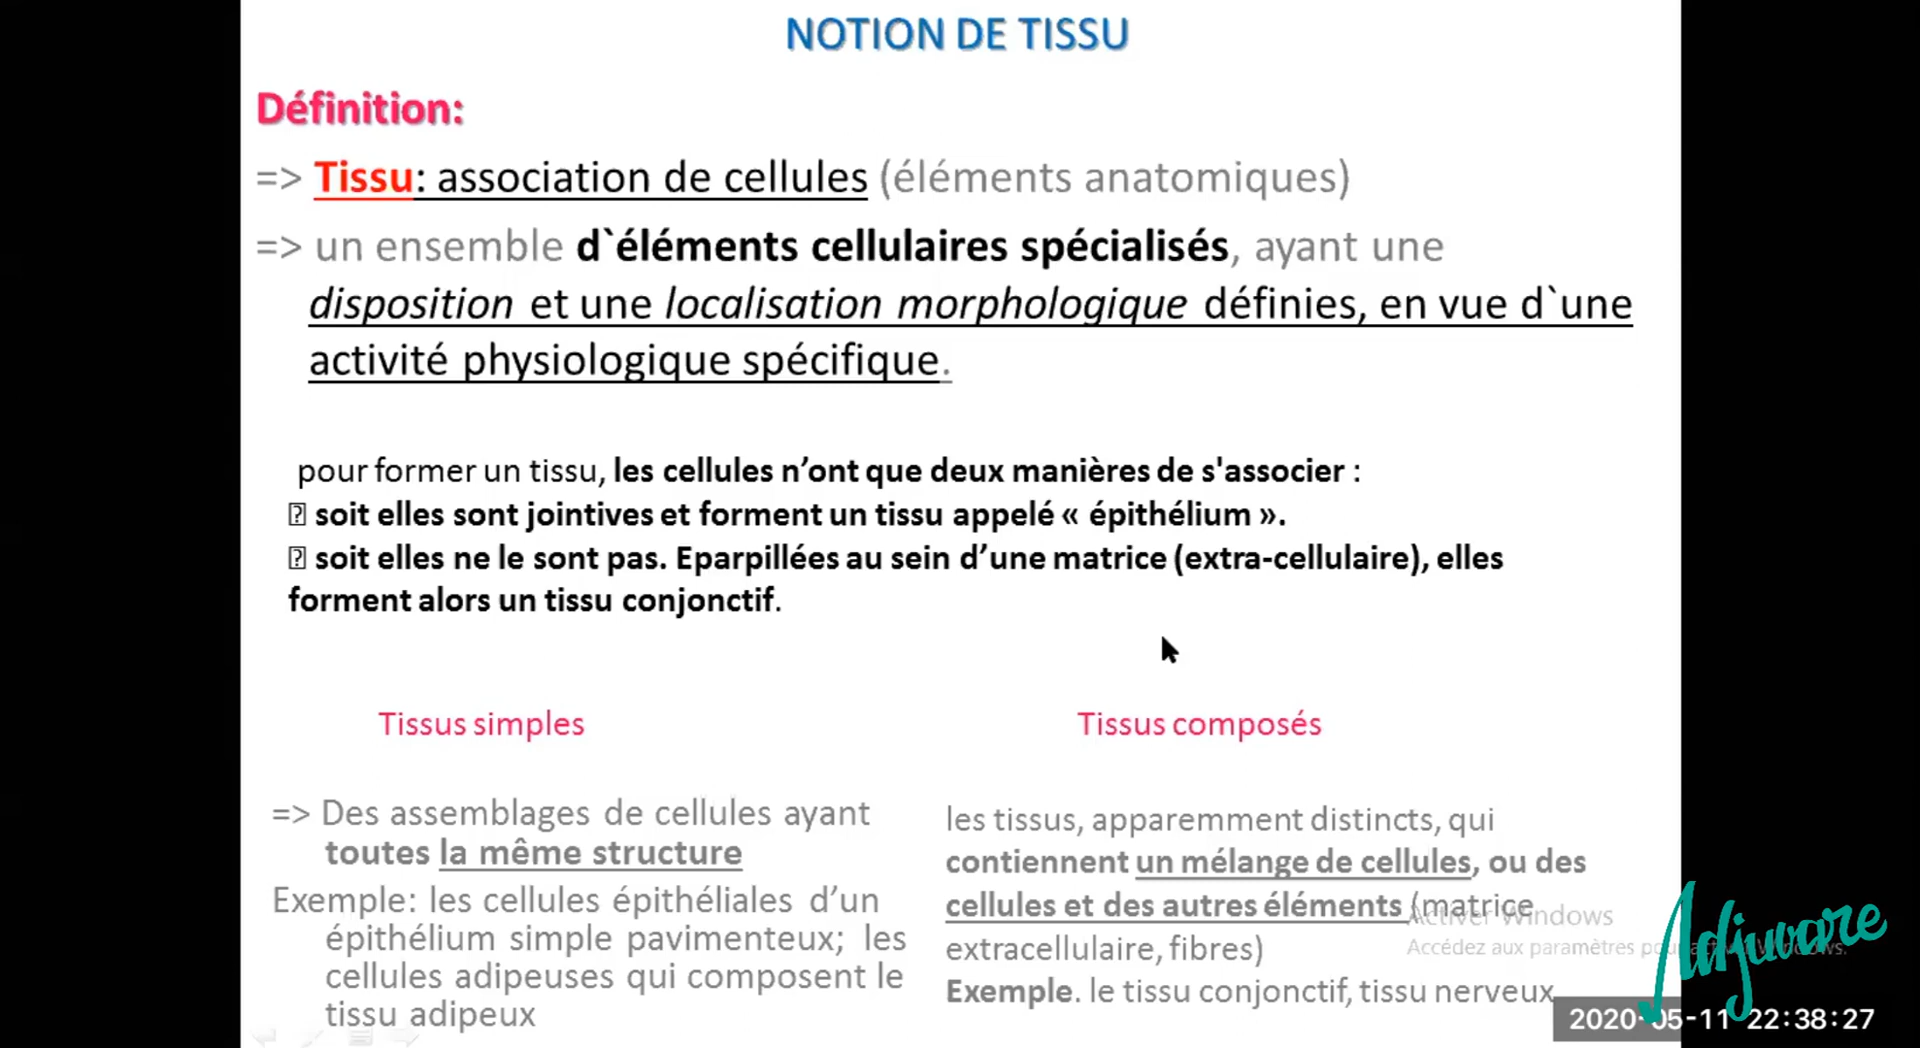 NOTION DE TISSU
Définition:
=> Tissu: association de cellules (éléments anatomiques)
=> un ensemble d`éléments cellulaires spécialisés, ayant une
disposition et une localisation morphologique définies, en vue d`une
activité physiologique spécifique.
pour former un tissu, les cellules n’ont que deux manières de s'associer :
soit elles sont jointives et forment un tissu appelé « épithélium ».
soit elles ne le sont pas. Eparpillées au sein d’une matrice (extra-cellulaire), elles
forment alors un tissu conjonctif.
Tissus simples
=> Des assemblages de cellules ayant
toutes la même structure
Exemple: les cellules épithéliales d’un
épithélium simple pavimenteux; les
cellules adipeuses qui composent le
tissu adipeux
Tissus composés
les tissus, apparemment distincts, qui
contiennent un mélange de cellules, ou des
cellules et des autres éléments (matrice
extracellulaire, fibres)
Exemple. le tissu conjonctif, tissu nerveux
Activer Windows
Accédez aux paramètres pour activer Windows.
Adjuware
2020-05-11 22:38:27